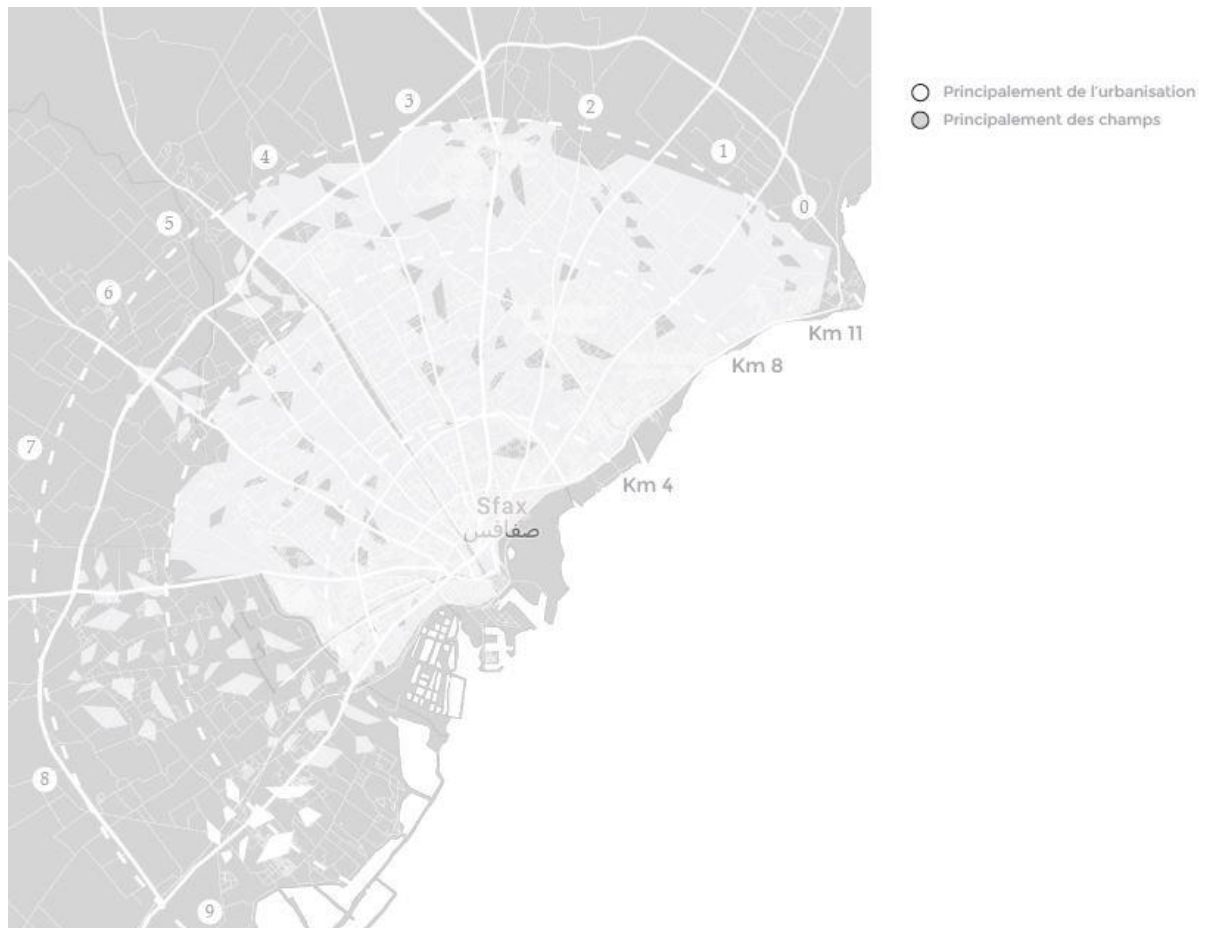 Principalement de l'urbanisation
Principalement des champs
3
2
4
1
5
0
6
Km 11
Km 8
7
Km 4
Sfax
صفاقس
8
9